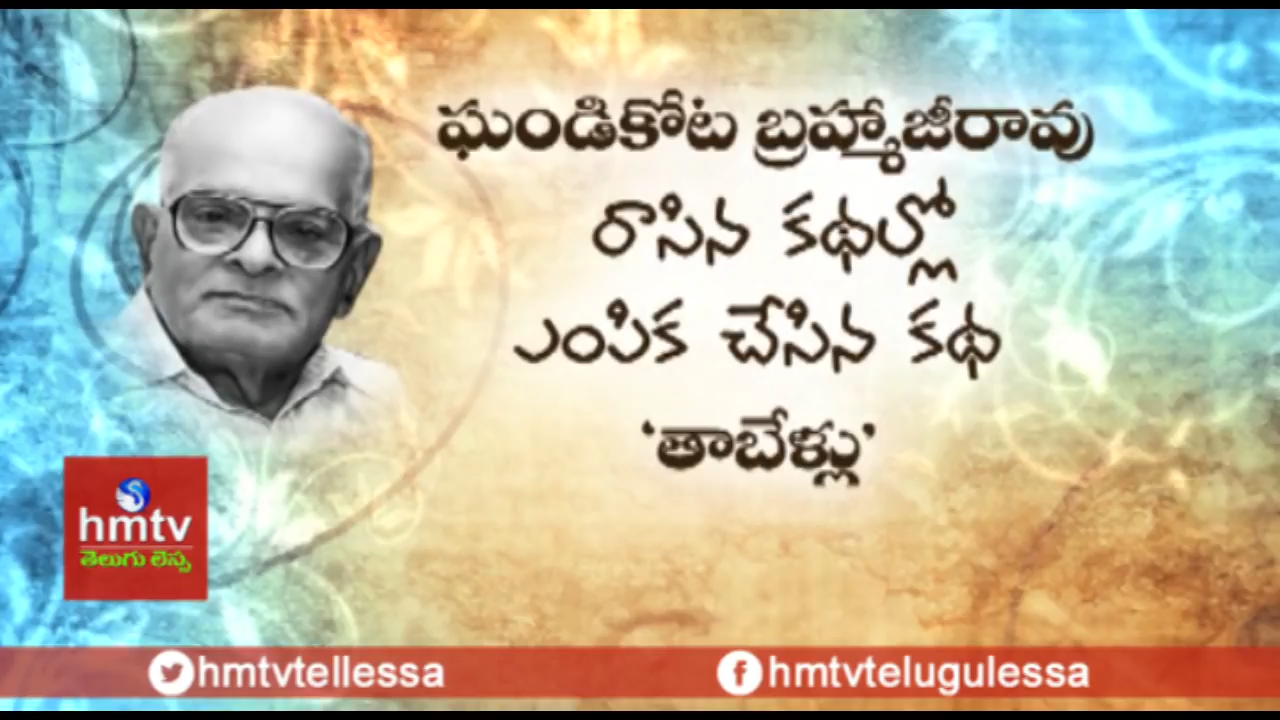 ఘండికోట బ్రహ్మాజీరావు
రాసిన కథల్లో
ఎంపిక చేసిన కథ
‘తాబేళ్లు’
hmtv
తెలుగు లెస్స
hmtvtellessa
hmtvtelugulessa